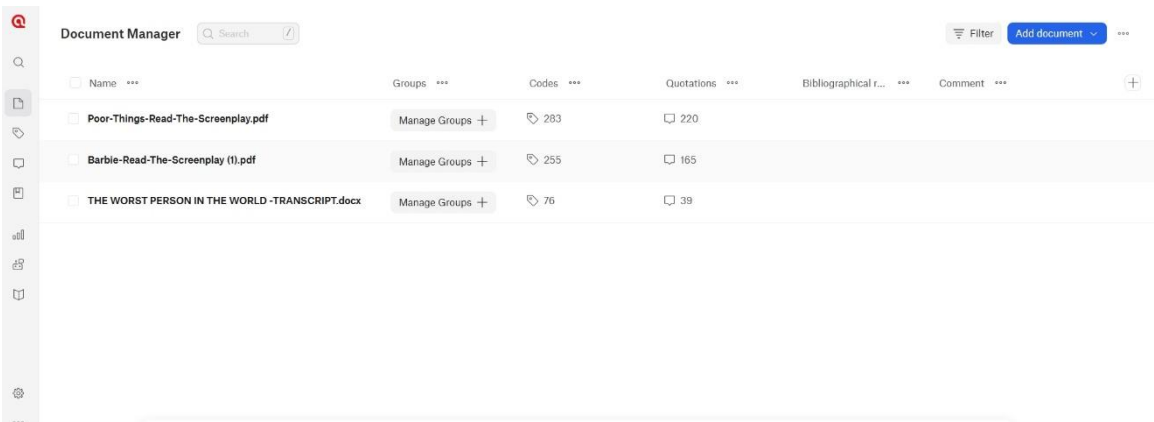 Document Manager Search / Filter Add document
Name Groups Codes Quotations Bibliographical r... Comment
Poor-Things-Read-The-Screenplay.pdf Manage Groups 283 220
Barbie-Read-The-Screenplay (1).pdf Manage Groups 255 165
THE WORST PERSON IN THE WORLD -TRANSCRIPT.docx Manage Groups 76 39